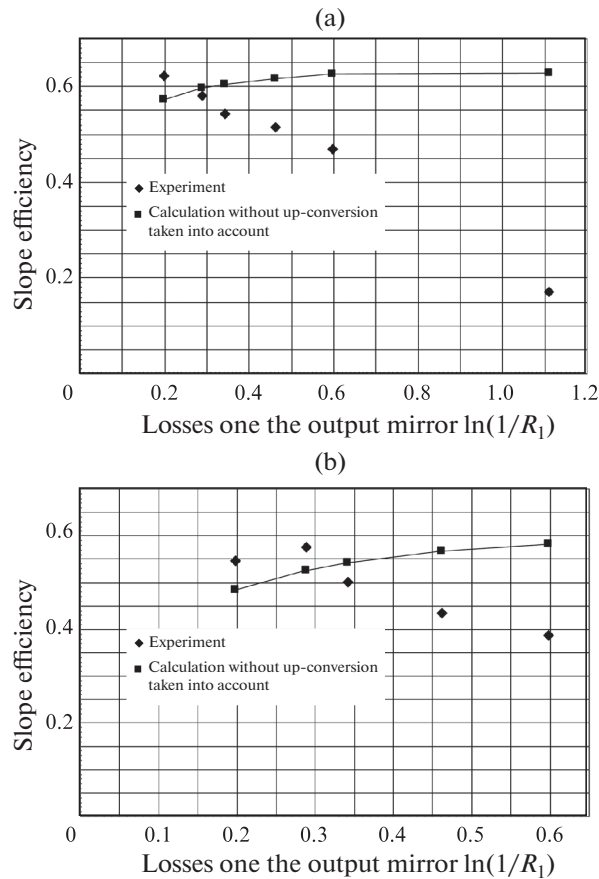 (a)
0.6
0.4
0.2
0
Slope efficiency
Experiment
Calculation without up-conversion
taken into account
0.2 0.4 0.6 0.8 1.0 1.2
Losses one the output mirror ln(1/R₁)
(b)
0.6
0.4
0.2
0
Slope efficiency
Experiment
Calculation without up-conversion
taken into account
0.1 0.2 0.3 0.4 0.5 0.6
Losses one the output mirror ln(1/R₁)